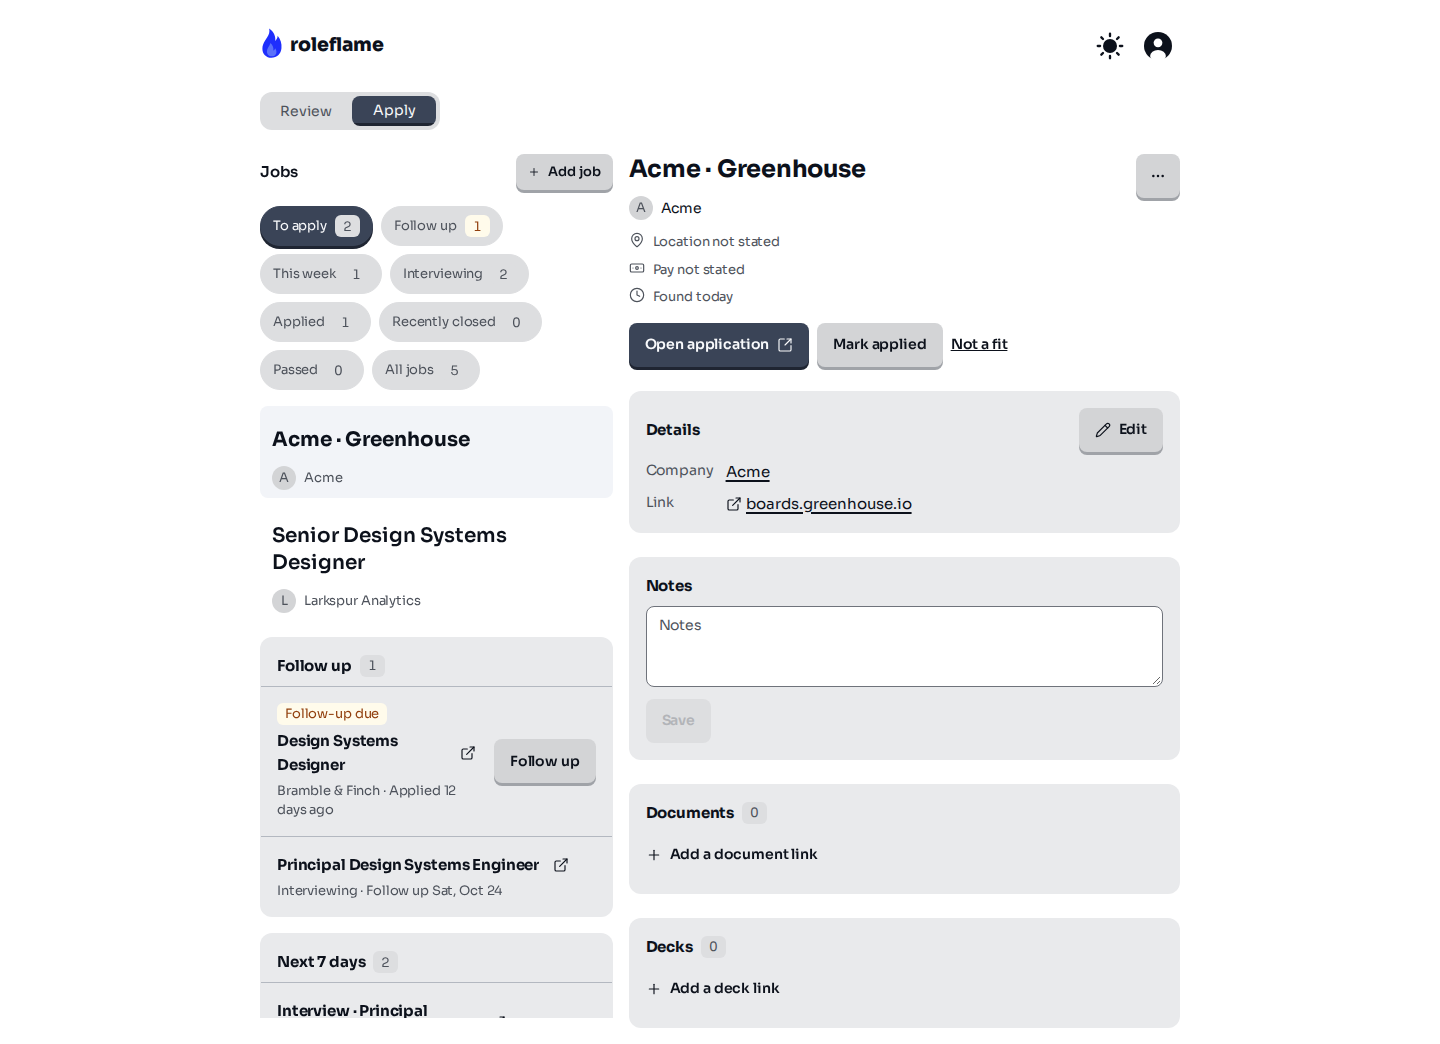 roleflame
Review
Apply
Jobs
Add job
To apply 2
Follow up 1
This week 1
Interviewing 2
Applied 1
Recently closed 0
Passed 0
All jobs 5
Acme · Greenhouse
A Acme
Senior Design Systems
Designer
L Larkspur Analytics
Follow up 1
Follow-up due
Design Systems
Designer
Follow up
Bramble & Finch · Applied 12
days ago
Principal Design Systems Engineer
Interviewing · Follow up Sat, Oct 24
Next 7 days 2
Interview · Principal
Acme · Greenhouse
A Acme
Location not stated
Pay not stated
Found today
Open application
Mark applied
Not a fit
Details
Edit
Company Acme
Link boards.greenhouse.io
Notes
Notes
Save
Documents 0
Add a document link
Decks 0
Add a deck link